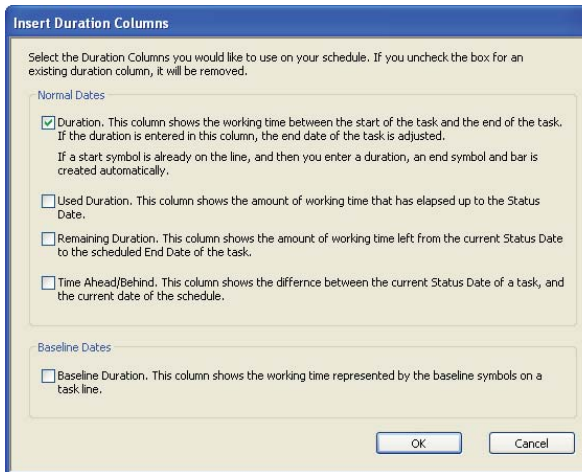 Insert Duration Columns
Select the Duration Columns you would like to use on your schedule. If you uncheck the box for an
existing duration column, it will be removed.
Normal Dates
Duration. This column shows the working time between the start of the task and the end of the task.
If the duration is entered in this column, the end date of the task is adjusted.
If a start symbol is already on the line, and then you enter a duration, an end symbol and bar is
created automatically.
Used Duration. This column shows the amount of working time that has elapsed up to the Status
Date.
Remaining Duration. This column shows the amount of working time left from the current Status Date
to the scheduled End Date of the task.
Time Ahead/Behind. This column shows the differnce between the current Status Date of a task, and
the current date of the schedule.
Baseline Dates
Baseline Duration. This column shows the working time represented by the baseline symbols on a
task line.
OK Cancel